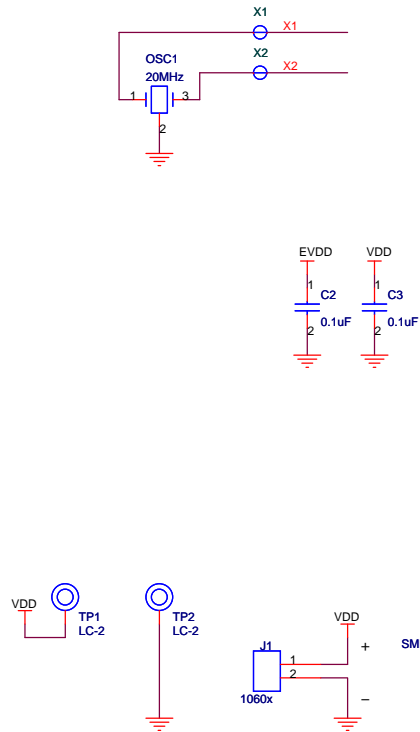 X1
X1
X2
X2
OSC1
20MHz
1
3
2
EVDD
VDD
1
1
C2
C3
0.1uF
0.1uF
2
2
VDD
TP1
LC-2
TP2
LC-2
VDD
J1
1
2
1060x
+
SM
–